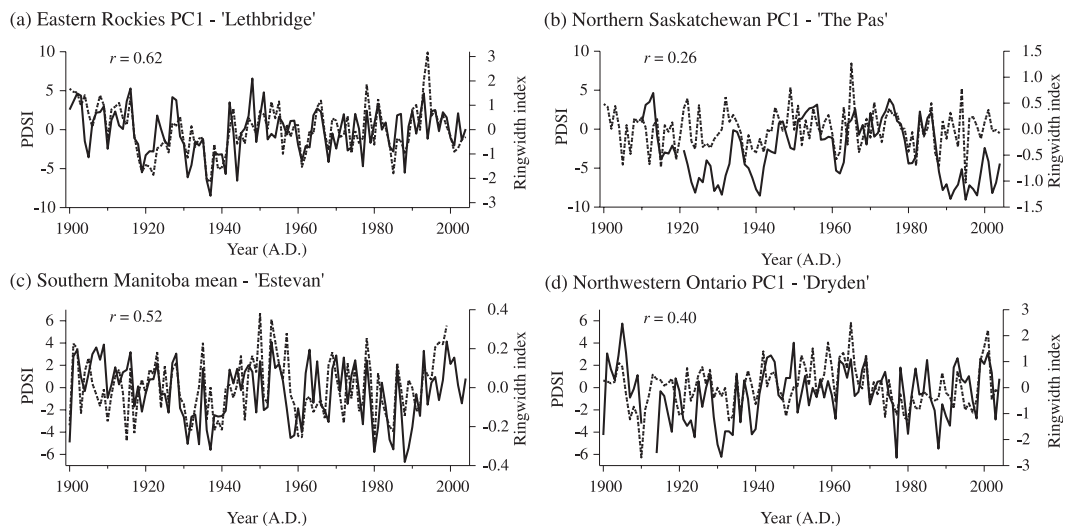 (a) Eastern Rockies PC1 - 'Lethbridge'
r = 0.62
PDSI
10
5
0
-5
-10
Ringwidth index
3
2
1
0
-1
-2
-3
1900 1920 1940 1960 1980 2000
Year (A.D.)
(b) Northern Saskatchewan PC1 - 'The Pas'
r = 0.26
PDSI
10
5
0
-5
-10
Ringwidth index
1.5
1.0
0.5
0.0
-0.5
-1.0
-1.5
1900 1920 1940 1960 1980 2000
Year (A.D.)
(c) Southern Manitoba mean - 'Estevan'
r = 0.52
PDSI
6
4
2
0
-2
-4
-6
Ringwidth index
0.4
0.2
0.0
-0.2
-0.4
1900 1920 1940 1960 1980 2000
Year (A.D.)
(d) Northwestern Ontario PC1 - 'Dryden'
r = 0.40
PDSI
6
4
2
0
-2
-4
-6
Ringwidth index
3
2
1
0
-1
-2
-3
1900 1920 1940 1960 1980 2000
Year (A.D.)